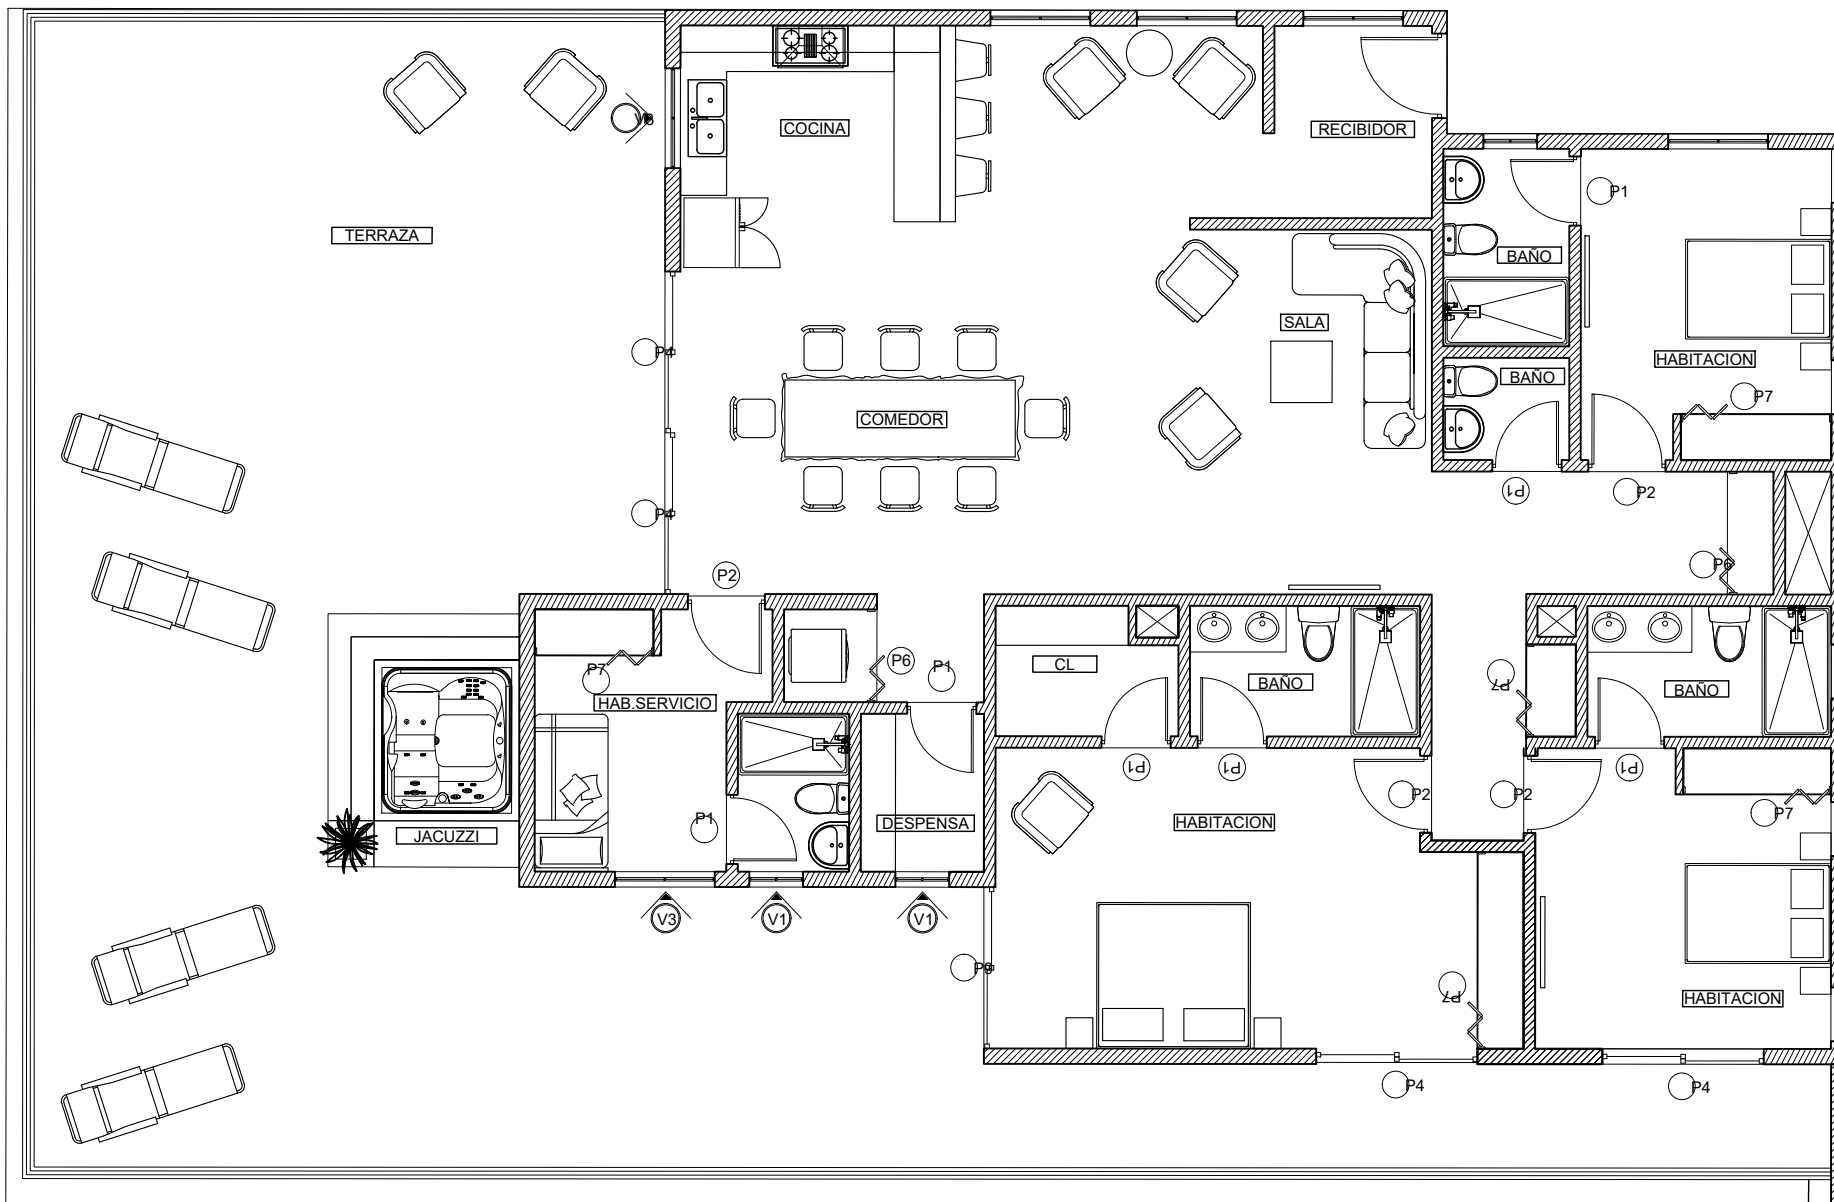 COCINA
RECIBIDOR
P1
TERRAZA
BAÑO
SALA
P4
HABITACION
BAÑO
P7
COMEDOR
P1
P2
P4
P6
P2
P6
P1
CL
P7
BAÑO
P7
BAÑO
HAB.SERVICIO
P1
P1
P1
P2
P2
P7
P1
DESPENSA
HABITACION
JACUZZI
V3
V1
V1
P7
HABITACION
P4
P4